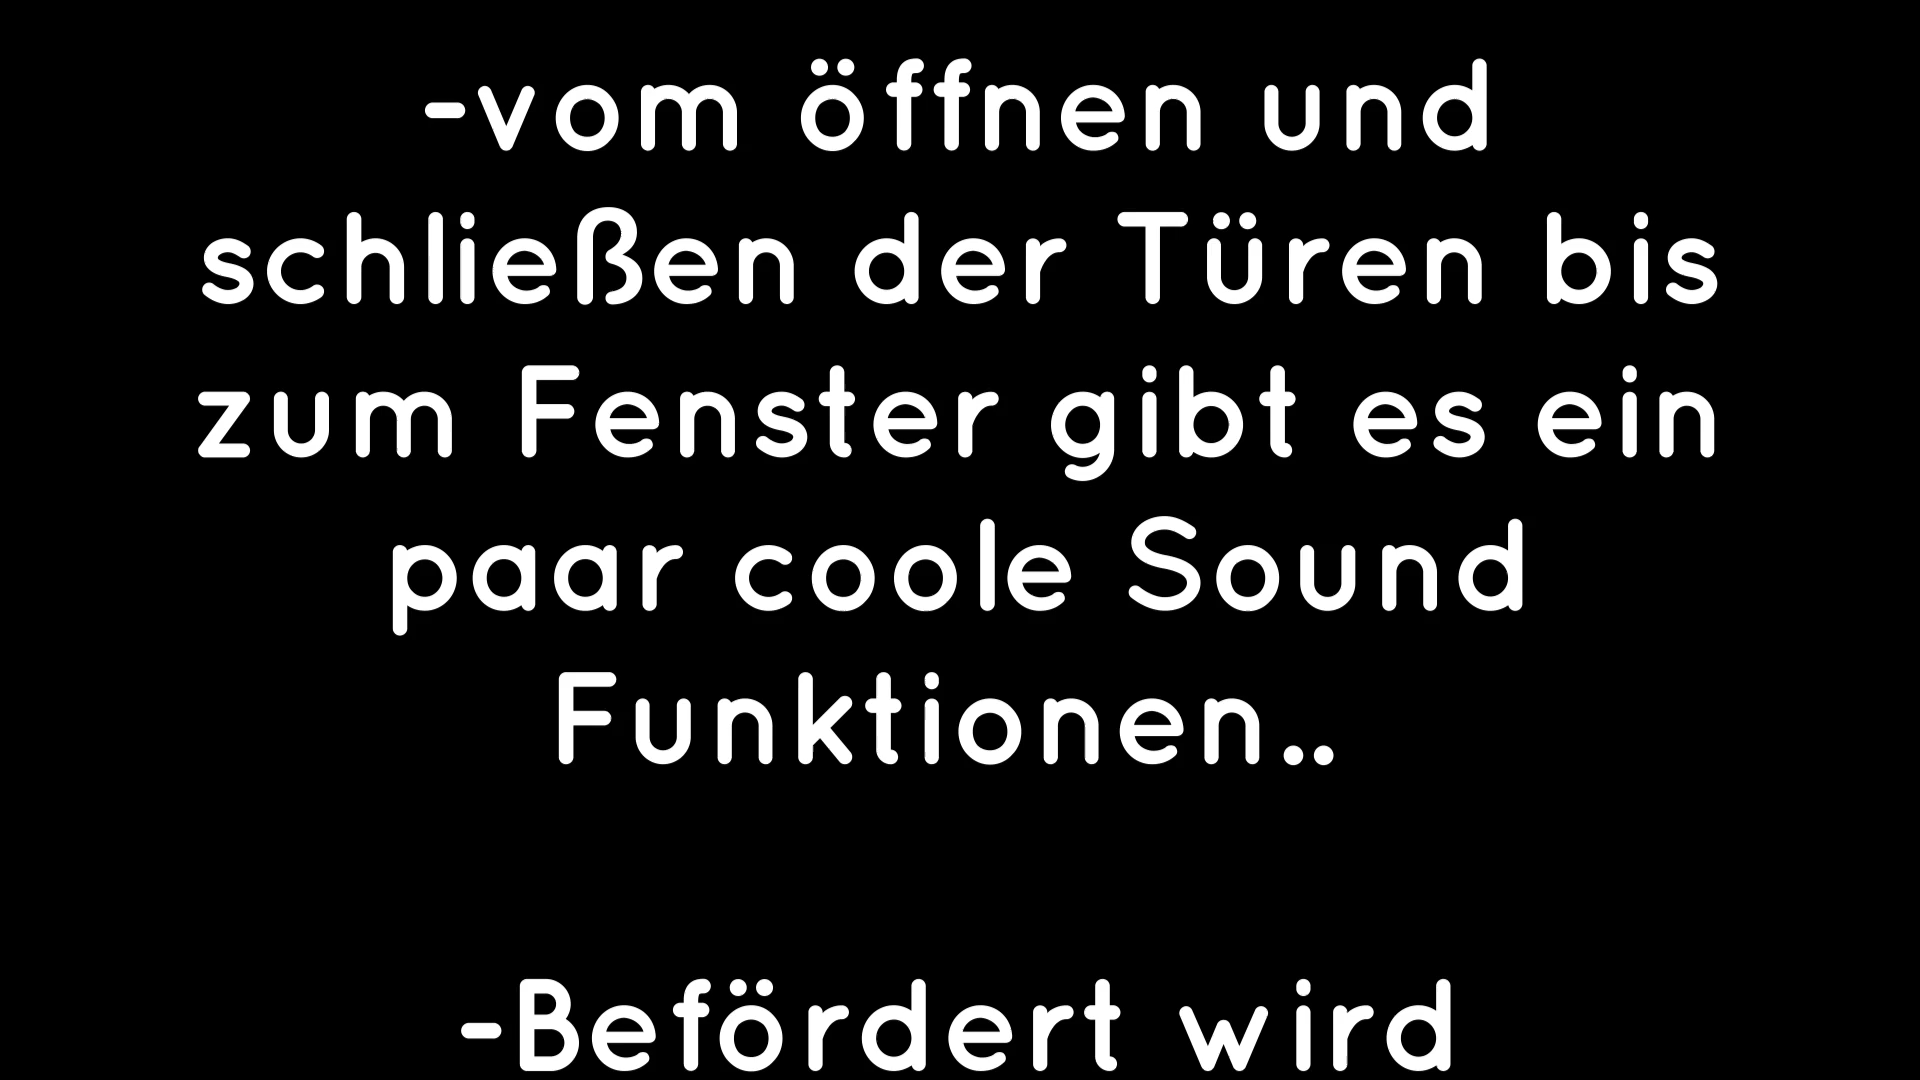 -vom öffnen und
schließen der Türen bis
zum Fenster gibt es ein
paar coole Sound
Funktionen..
-Befördert wird